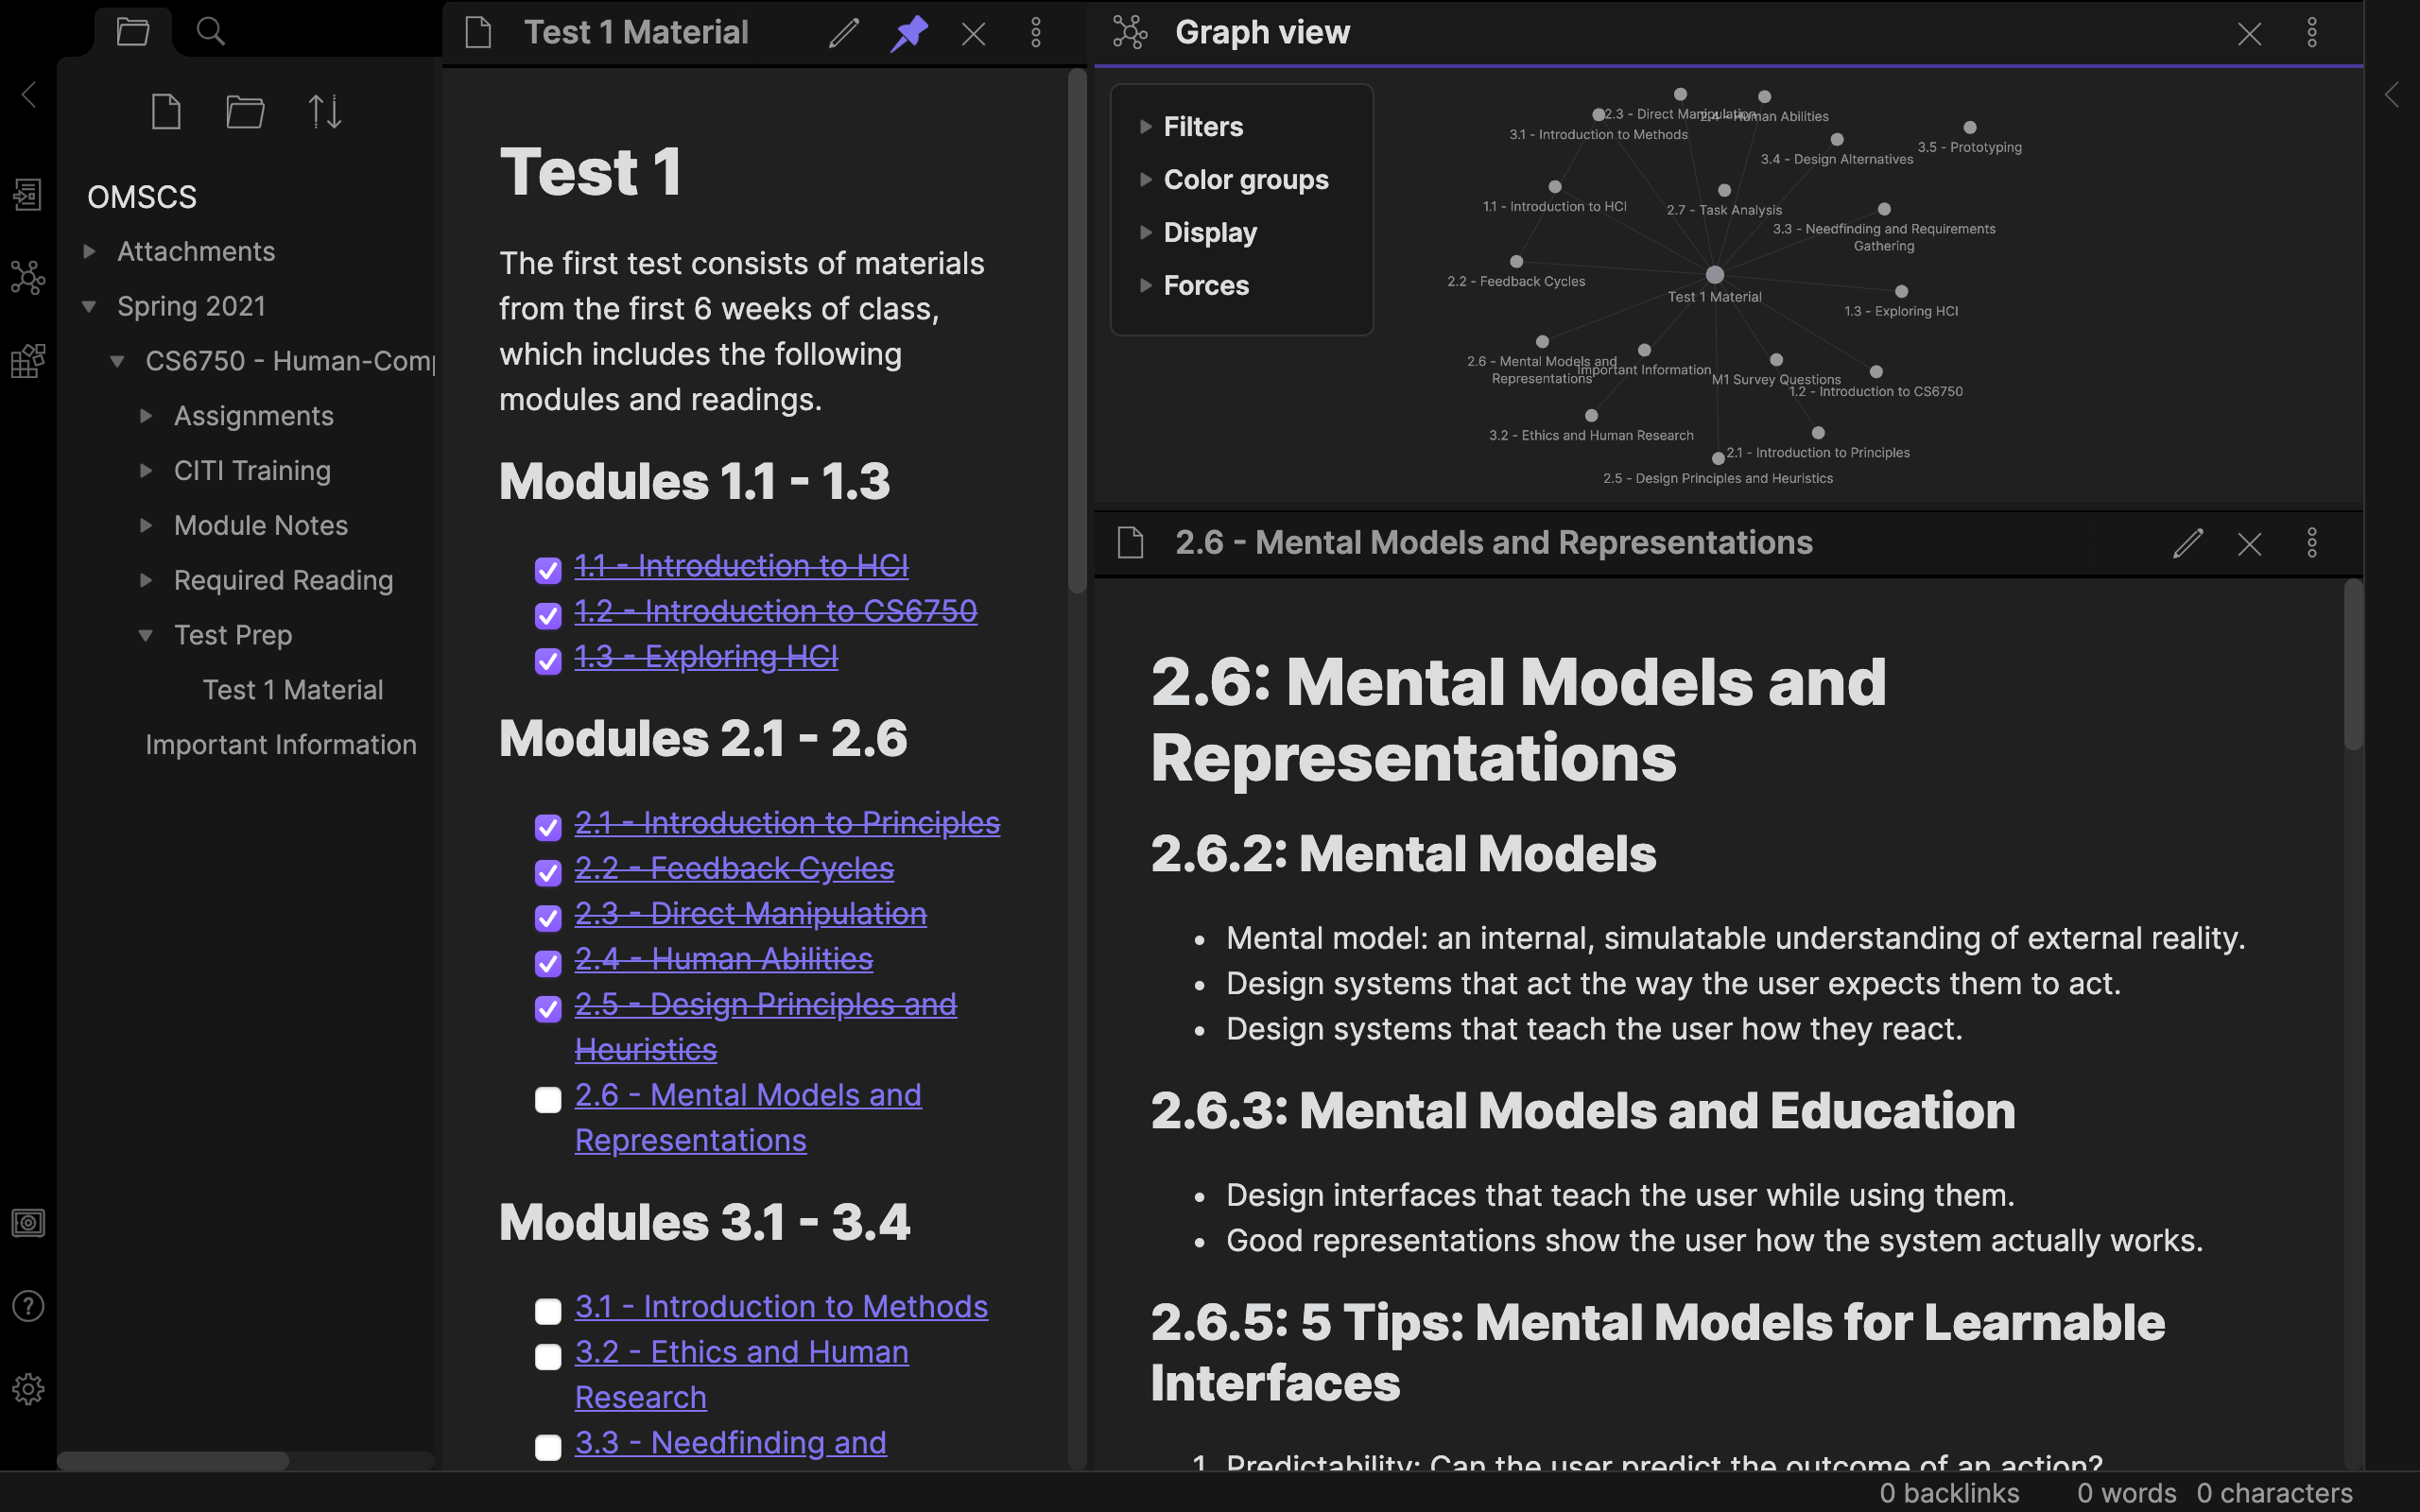 OMSCS
Attachments
Spring 2021
CS6750 - Human-Com
Assignments
CITI Training
Module Notes
Required Reading
Test Prep
Test 1 Material
Important Information
Test 1 Material
Test 1
The first test consists of materials
from the first 6 weeks of class,
which includes the following
modules and readings.
Modules 1.1 - 1.3
1.1 - Introduction to HCI
1.2 - Introduction to CS6750
1.3 - Exploring HCI
Modules 2.1 - 2.6
2.1 - Introduction to Principles
2.2 - Feedback Cycles
2.3 - Direct Manipulation
2.4 - Human Abilities
2.5 - Design Principles and
Heuristics
2.6 - Mental Models and
Representations
Modules 3.1 - 3.4
3.1 - Introduction to Methods
3.2 - Ethics and Human
Research
3.3 - Needfinding and
Graph view
Filters
Color groups
Display
Forces
2.3 - Direct Manipulation
2.4 - Human Abilities
3.1 - Introduction to Methods
3.5 - Prototyping
3.4 - Design Alternatives
1.1 - Introduction to HCI
2.7 - Task Analysis
3.3 - Needfinding and Requirements
Gathering
2.2 - Feedback Cycles
Test 1 Material
1.3 - Exploring HCI
2.6 - Mental Models and
Representations
Important Information
M1 Survey Questions
1.2 - Introduction to CS6750
3.2 - Ethics and Human Research
2.1 - Introduction to Principles
2.5 - Design Principles and Heuristics
2.6 - Mental Models and Representations
2.6: Mental Models and
Representations
2.6.2: Mental Models
Mental model: an internal, simulatable understanding of external reality.
Design systems that act the way the user expects them to act.
Design systems that teach the user how they react.
2.6.3: Mental Models and Education
Design interfaces that teach the user while using them.
Good representations show the user how the system actually works.
2.6.5: 5 Tips: Mental Models for Learnable
Interfaces
1. Predictability: Can the user predict the outcome of an action?
0 backlinks 0 words 0 characters